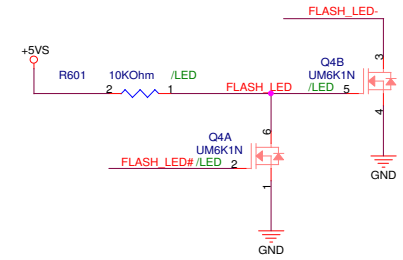 FLASH_LED-
+5VS
R601 10KOhm /LED
2 1
FLASH_LED
/LED 5
Q4B
UM6K1N
3
4
GND
Q4A
UM6K1N
6
FLASH_LED# /LED 2
1
GND